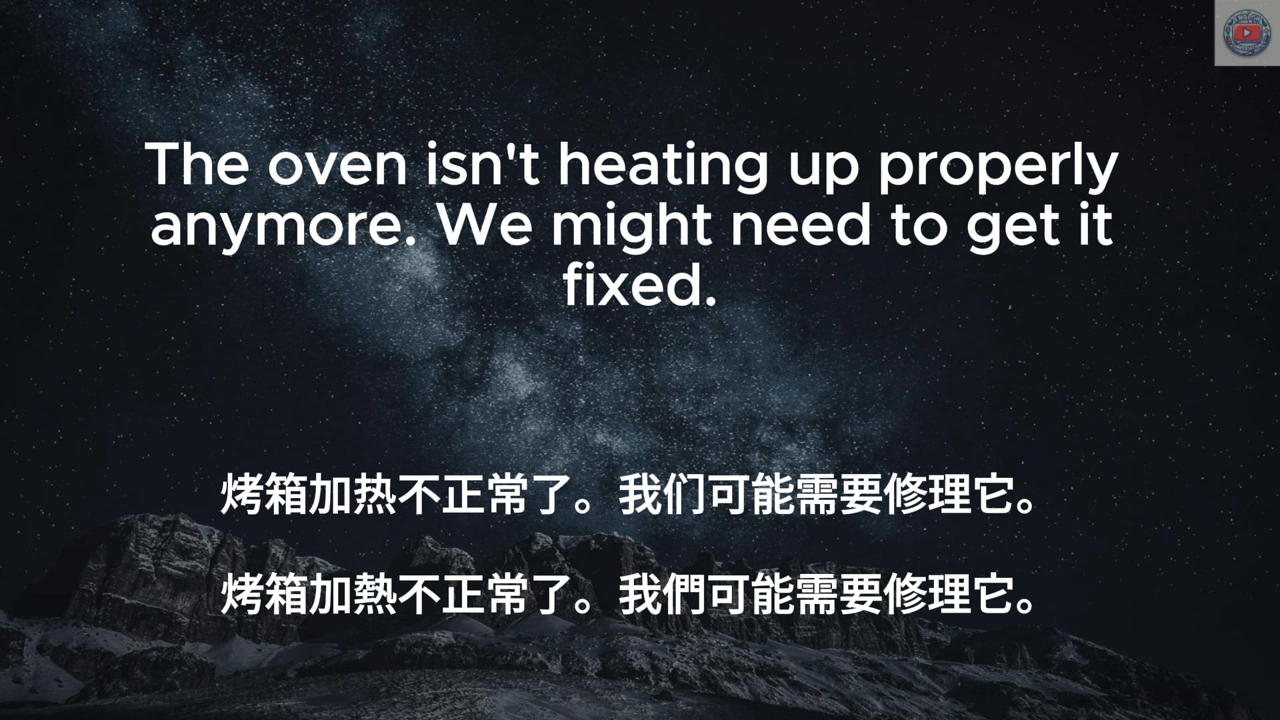 The oven isn't heating up properly
anymore. We might need to get it
fixed.
烤箱加热不正常了。我们可能需要修理它。
烤箱加熱不正常了。我們可能需要修理它。